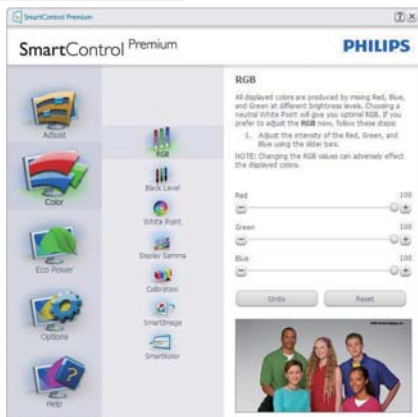 SmartControl Premium
SmartControl Premium
PHILIPS
Adjust
Color
Eco Power
Options
Help
RGB
Black Level
White Point
Display Gamma
Calibration
SmartImage
SmartKolor
RGB
All displayed colors are produced by mixing Red, Blue,
and Green at different brightness levels. Choosing a
neutral White Point will give you optimal RGB. If you
prefer to adjust the RGB now, follow these steps:
1. Adjust the intensity of the Red, Green, and
Blue using the slider bars.
NOTE: Changing the RGB values can adversely effect
the displayed colors.
Red 100
Green 100
Blue 100
Undo Reset